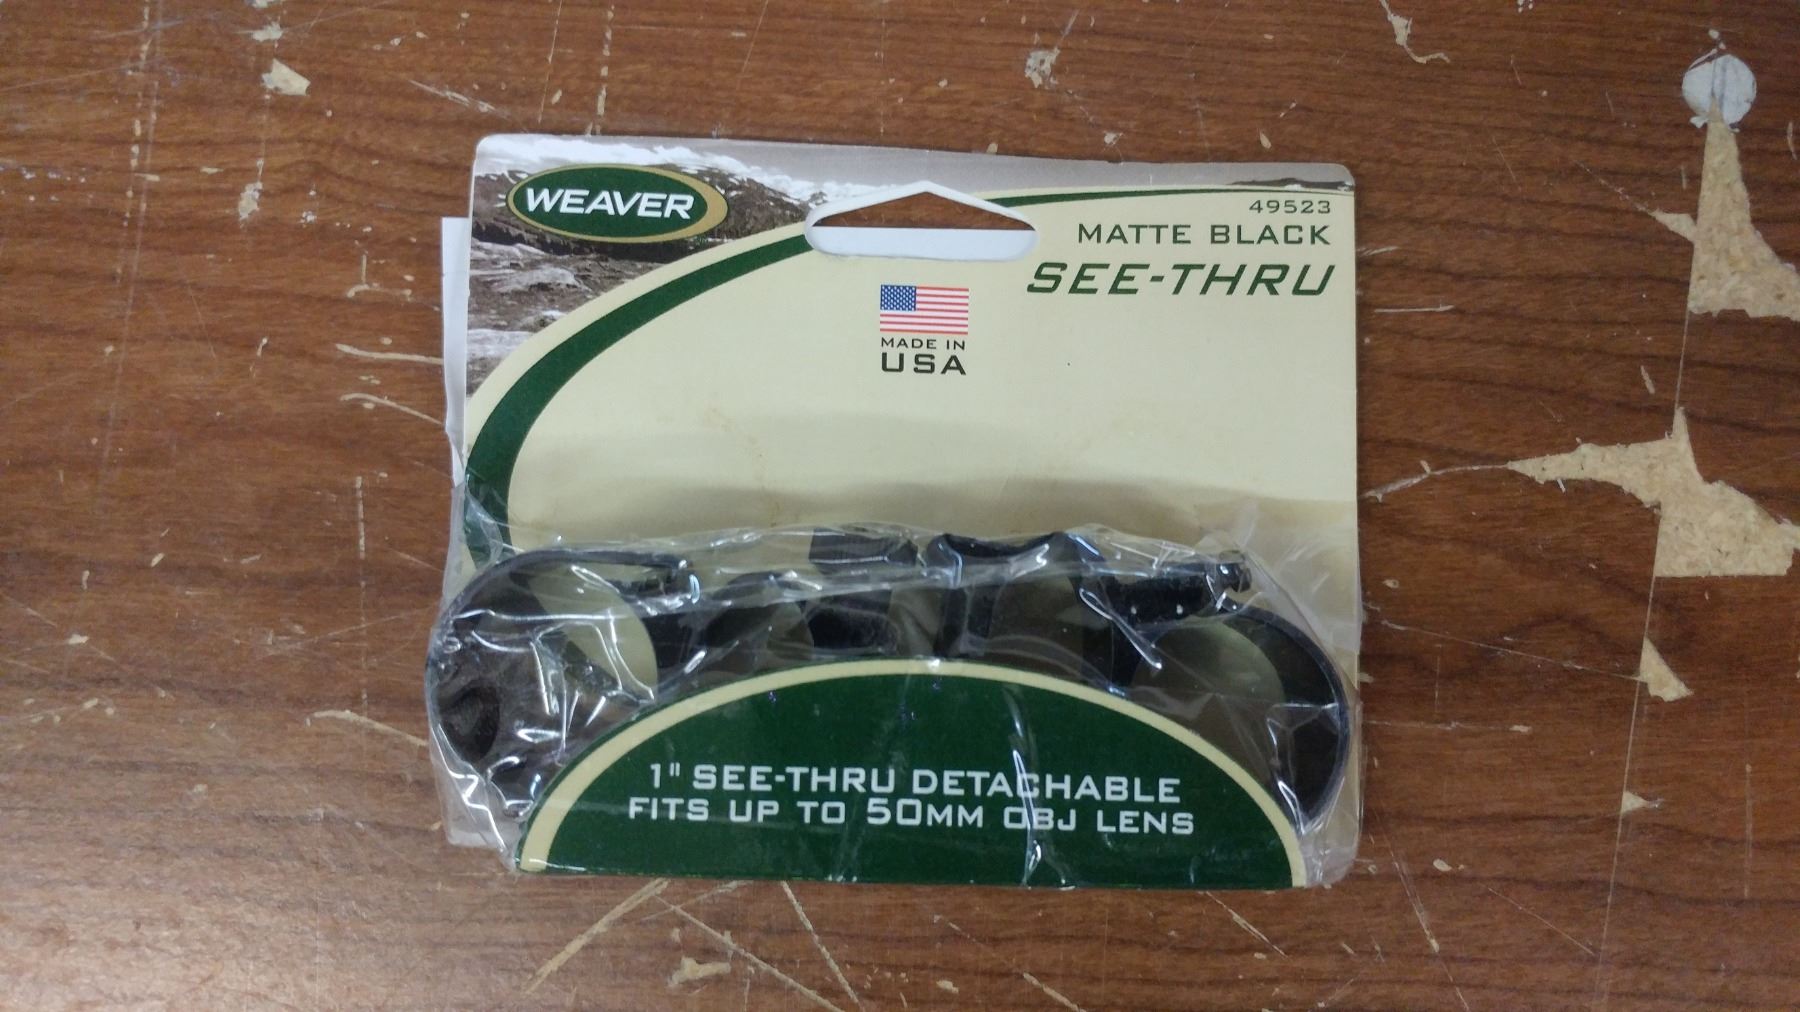 WEAVER
49523
MATTE BLACK
SEE-THRU
MADE IN
USA
1" SEE-THRU DETACHABLE
FITS UP TO 50MM OBJ LENS